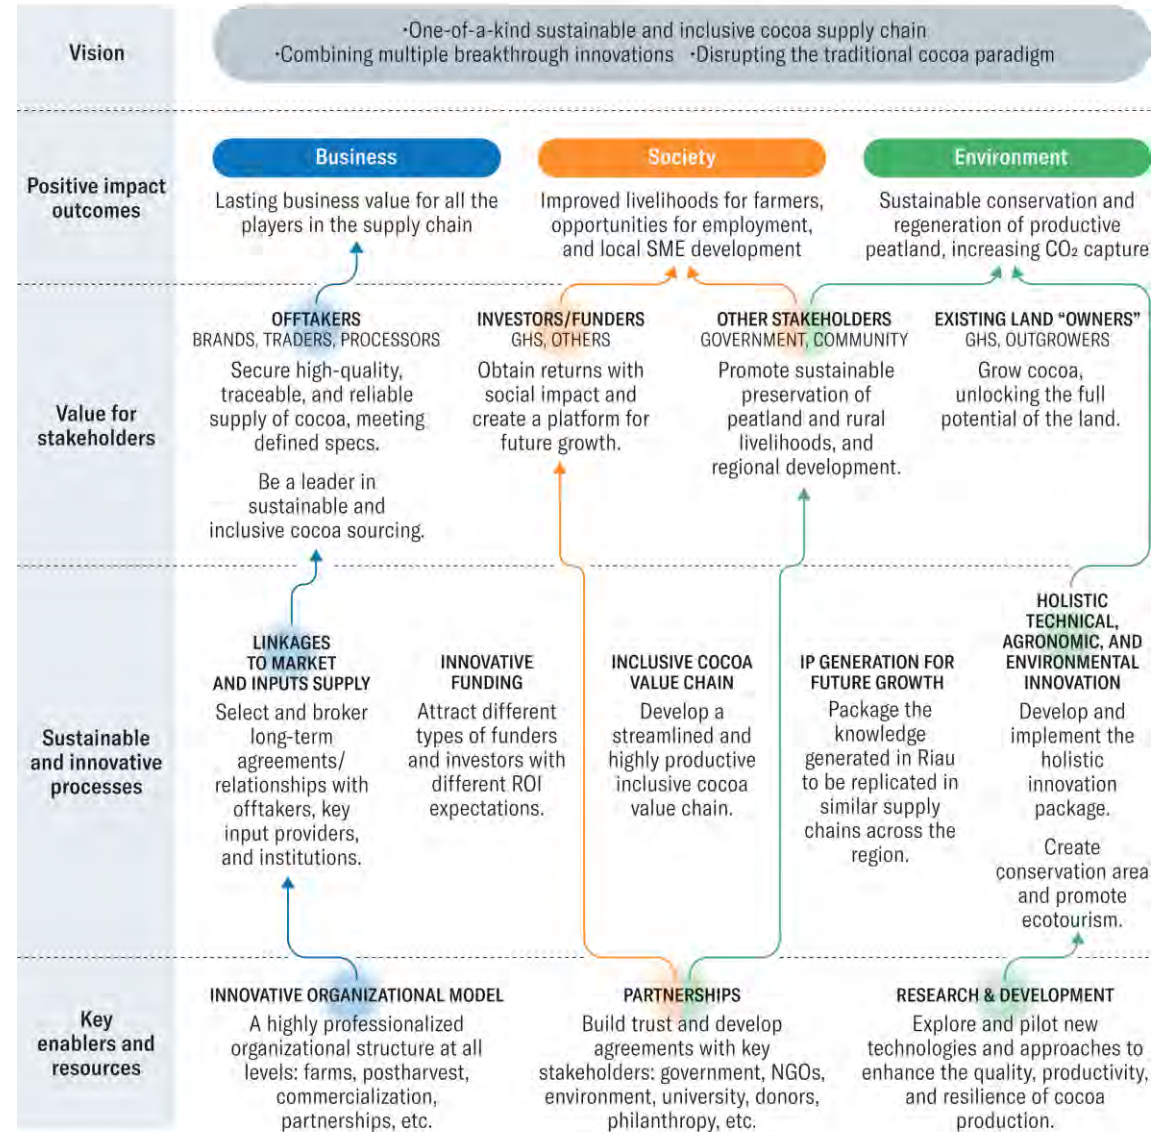 Vision
•One-of-a-kind sustainable and inclusive cocoa supply chain
•Combining multiple breakthrough innovations •Disrupting the traditional cocoa paradigm
Positive impact
outcomes
Business
Lasting business value for all the
players in the supply chain
Society
Improved livelihoods for farmers,
opportunities for employment,
and local SME development
Environment
Sustainable conservation and
regeneration of productive
peatland, increasing CO₂ capture
Value for
stakeholders
OFFTAKERS
BRANDS, TRADERS, PROCESSORS
Secure high-quality,
traceable, and reliable
supply of cocoa, meeting
defined specs.
Be a leader in
sustainable and
inclusive cocoa sourcing.
INVESTORS/FUNDERS
GHS, OTHERS
Obtain returns with
social impact and
create a platform for
future growth.
OTHER STAKEHOLDERS
GOVERNMENT, COMMUNITY
Promote sustainable
preservation of
peatland and rural
livelihoods, and
regional development.
EXISTING LAND “OWNERS”
GHS, OUTGROWERS
Grow cocoa,
unlocking the full
potential of the land.
Sustainable
and innovative
processes
LINKAGES
TO MARKET
AND INPUTS SUPPLY
Select and broker
long-term
agreements/
relationships with
offtakers, key
input providers,
and institutions.
INNOVATIVE
FUNDING
Attract different
types of funders
and investors with
different ROI
expectations.
INCLUSIVE COCOA
VALUE CHAIN
Develop a
streamlined and
highly productive
inclusive cocoa
value chain.
IP GENERATION FOR
FUTURE GROWTH
Package the
knowledge
generated in Riau
to be replicated in
similar supply
chains across the
region.
HOLISTIC
TECHNICAL,
AGRONOMIC, AND
ENVIRONMENTAL
INNOVATION
Develop and
implement the
holistic
innovation
package.
Create
conservation area
and promote
ecotourism.
Key
enablers and
resources
INNOVATIVE ORGANIZATIONAL MODEL
A highly professionalized
organizational structure at all
levels: farms, postharvest,
commercialization,
partnerships, etc.
PARTNERSHIPS
Build trust and develop
agreements with key
stakeholders: government, NGOs,
environment, university, donors,
philanthropy, etc.
RESEARCH & DEVELOPMENT
Explore and pilot new
technologies and approaches to
enhance the quality, productivity,
and resilience of cocoa
production.